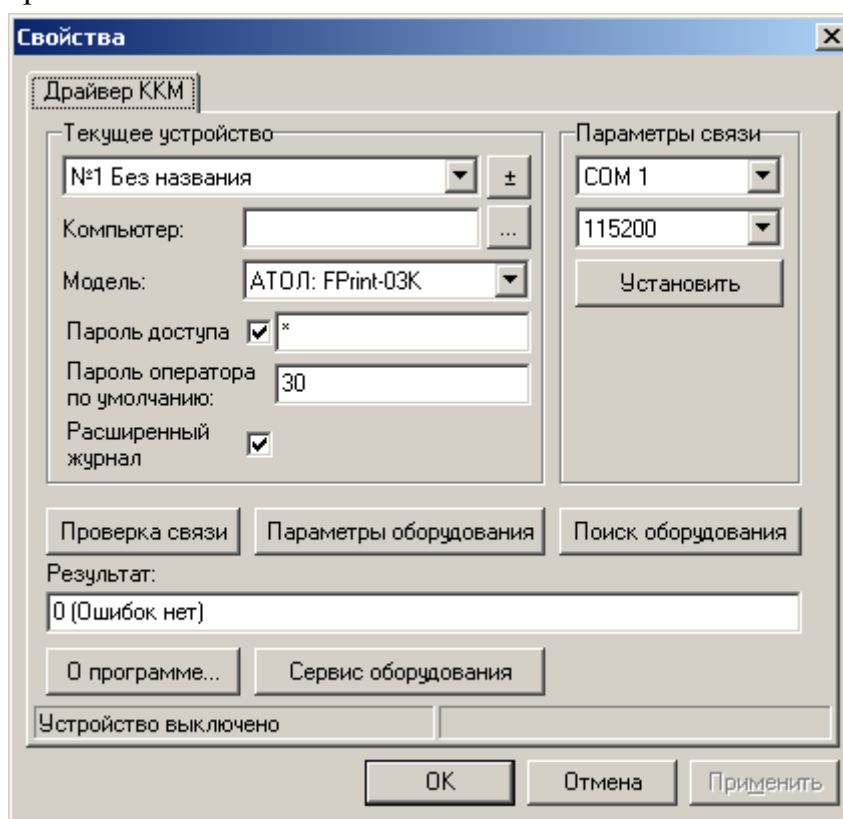 Свойства
Драйвер ККМ
Текущее устройство
№1 Без названия
±
Компьютер:
...
Модель:
АТОЛ: FPrint-03K
Пароль доступа
*
Пароль оператора
по умолчанию:
30
Расширенный
журнал
Параметры связи
COM 1
115200
Установить
Проверка связи
Параметры оборудования
Поиск оборудования
Результат:
0 (Ошибок нет)
О программе...
Сервис оборудования
Устройство выключено
ОК
Отмена
Применить